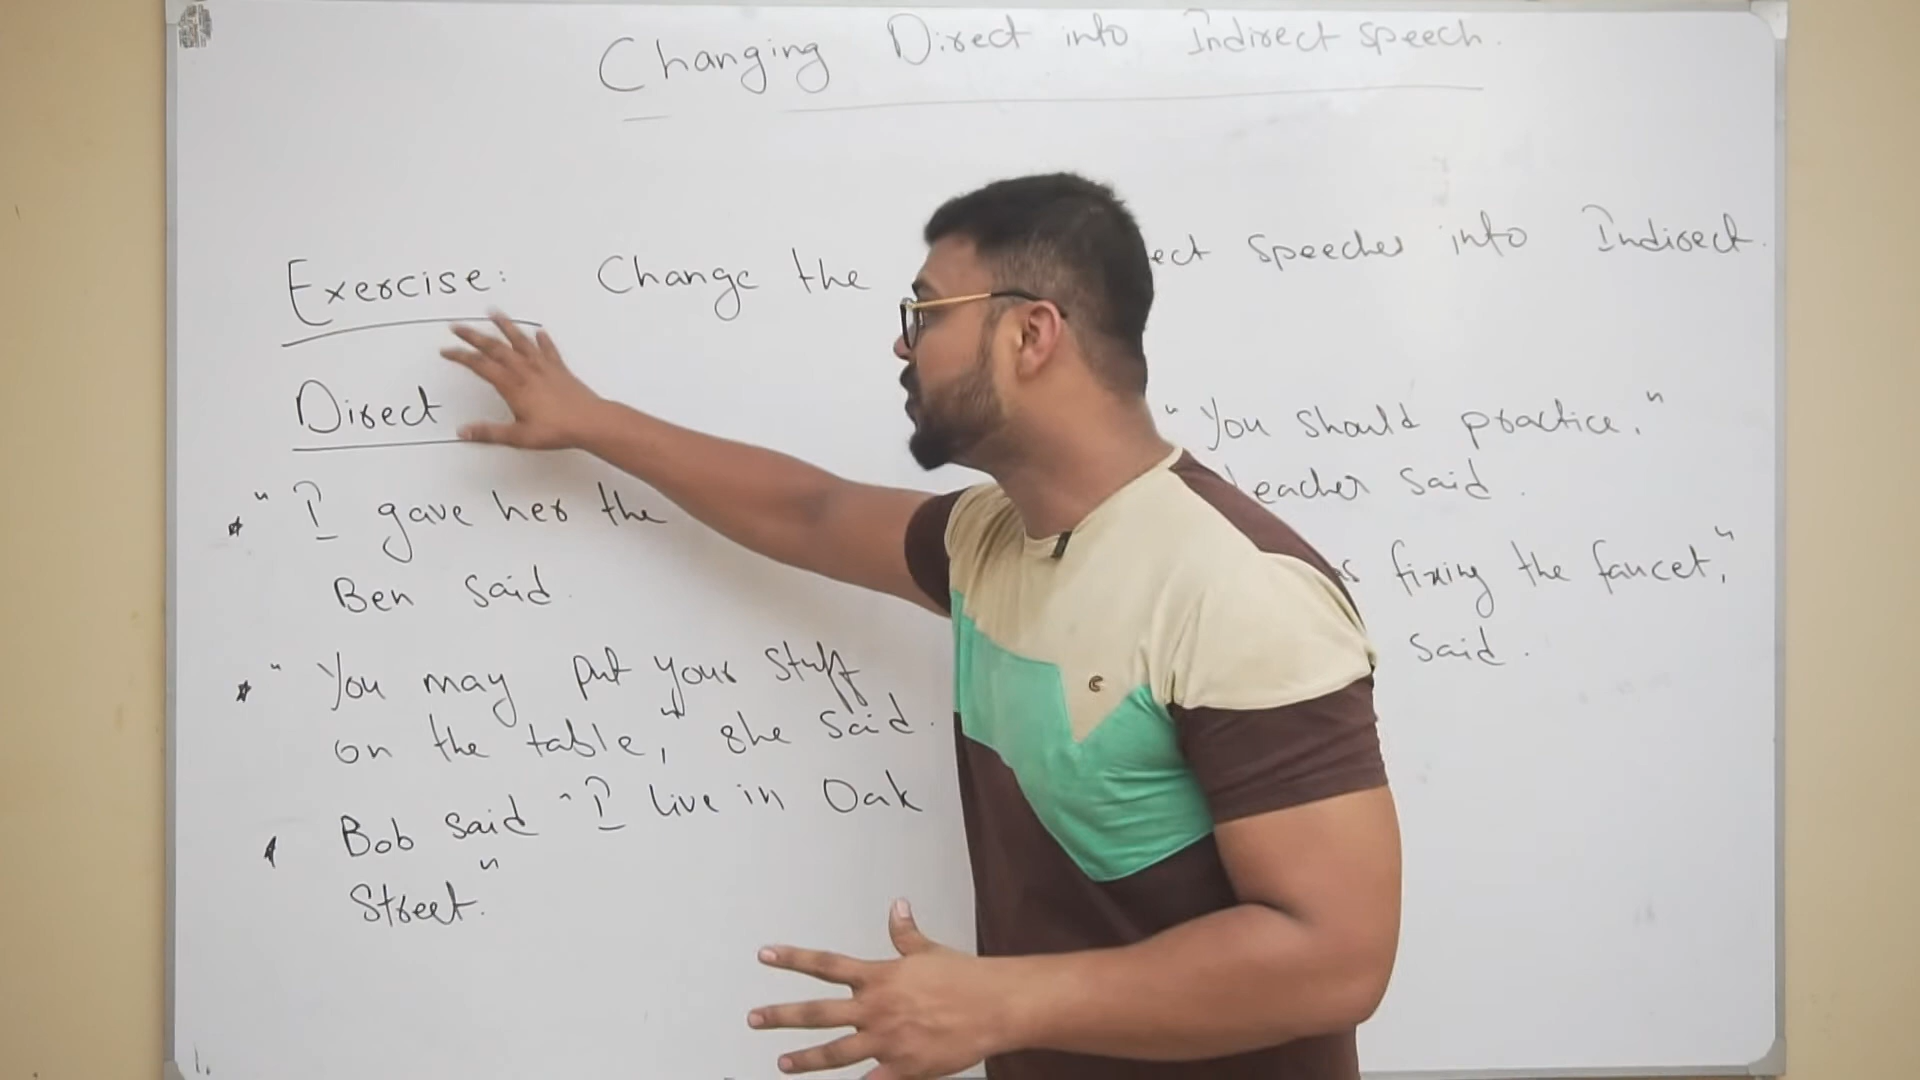 Changing Direct into Indirect speech.
Exercise: Change the ect speeches into Indirect.
Direct
" I gave her the
Ben said.
" You may put your stuff
on the table," she said.
Bob said "I live in Oak
Street."
"You should practice,"
teacher said.
fixing the faucet,"
said.
1.